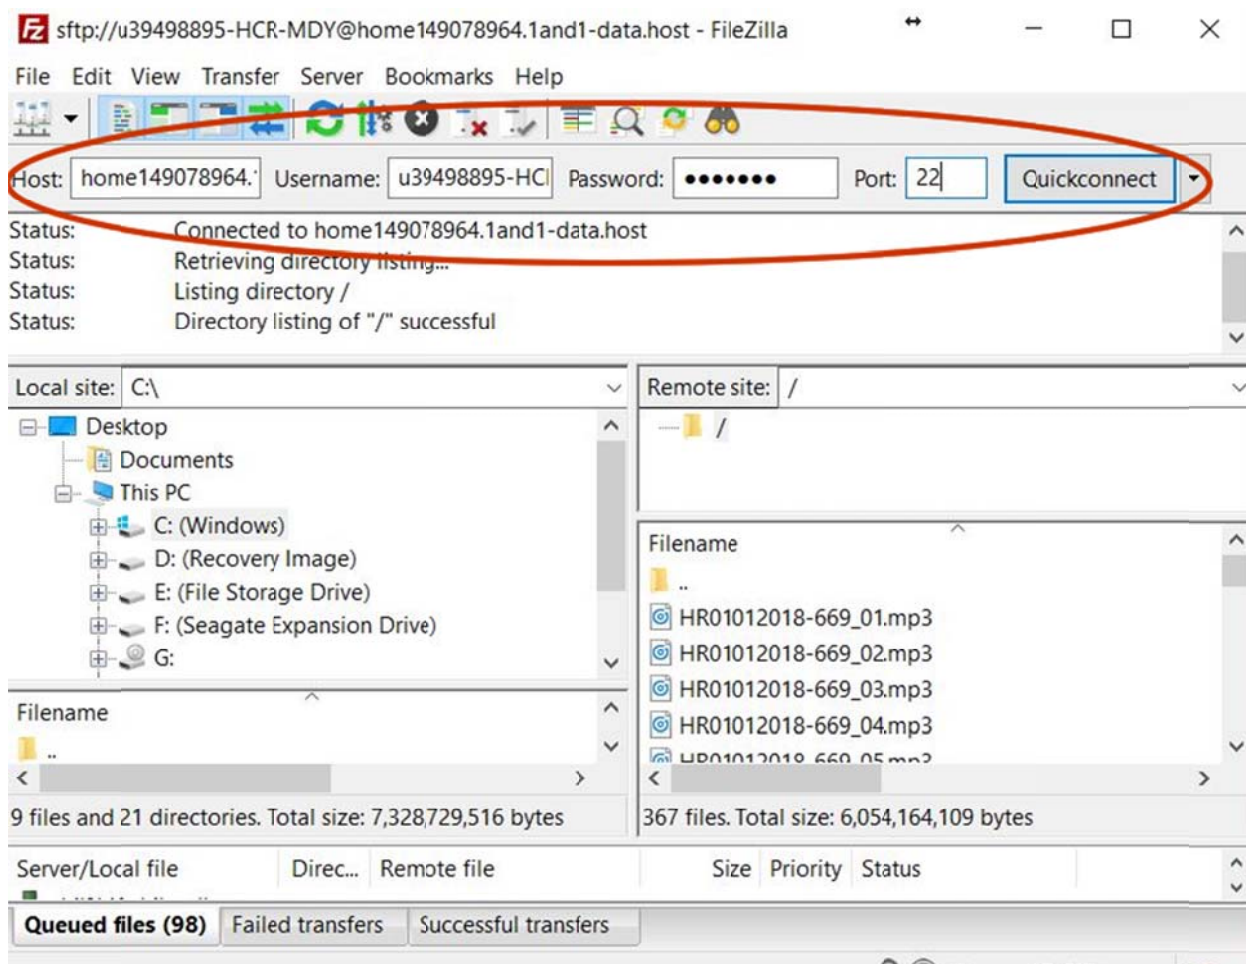 sftp://u39498895-HCR-MDY@home149078964.1and1-data.host - FileZilla
File Edit View Transfer Server Bookmarks Help
Host: home149078964. Username: u39498895-HC Password: ••••••• Port: 22 Quickconnect
Status: Connected to home149078964.1and1-data.host
Status: Retrieving directory listing...
Status: Listing directory /
Status: Directory listing of "/" successful
Local site: C:\ Remote site: /
Desktop /
Documents
This PC
C: (Windows)
D: (Recovery Image)
E: (File Storage Drive)
F: (Seagate Expansion Drive)
G:
Filename
..
HR01012018-669_01.mp3
HR01012018-669_02.mp3
HR01012018-669_03.mp3
HR01012018-669_04.mp3
HR01012018-669_05.mp3
Filename
..
9 files and 21 directories. Total size: 7,328,729,516 bytes
367 files. Total size: 6,054,164,109 bytes
Server/Local file Direc... Remote file Size Priority Status
Queued files (98) Failed transfers Successful transfers